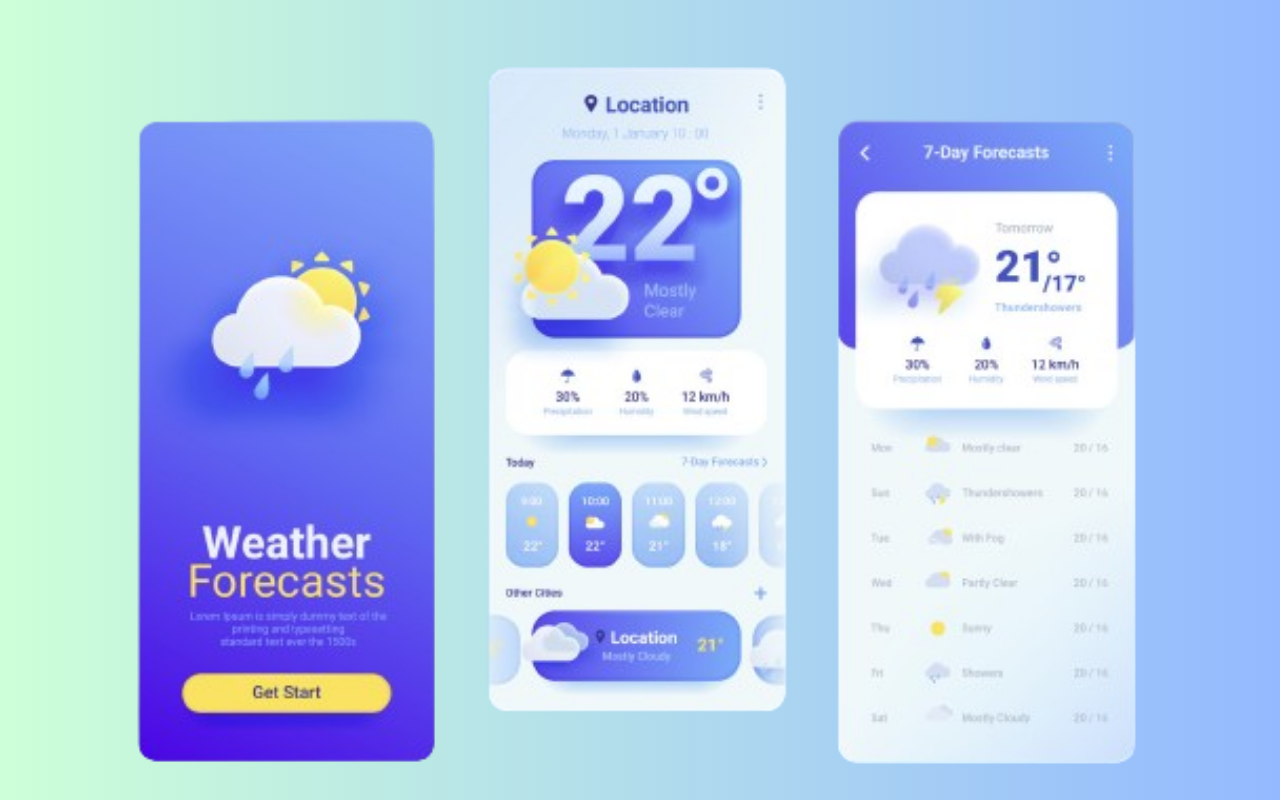 Weather
Forecasts
Lorem Ipsum is simply dummy text of the
printing and typesetting
standard text ever the 1500s
Get Start
Location
Monday, 1 January 10 : 00
22°
Mostly
Clear
30%
20%
12 km/h
Precipitation
Humidity
Wind speed
Today
7-Day Forecasts >
9:00
10:00
11:00
12:00
22°
22°
21°
18°
Other Cities
+
Location
Mostly Cloudy
21°
7-Day Forecasts
Tomorrow
21°/17°
Thundershowers
30%
20%
12 km/h
Precipitation
Humidity
Wind speed
Mon Mostly clear 20 / 16
Sun Thundershowers 20 / 16
Tue With Fog 20 / 16
Wed Partly Clear 20 / 16
Thu Sunny 20 / 16
Fri Showers 20 / 16
Sat Mostly Cloudy 20 / 16